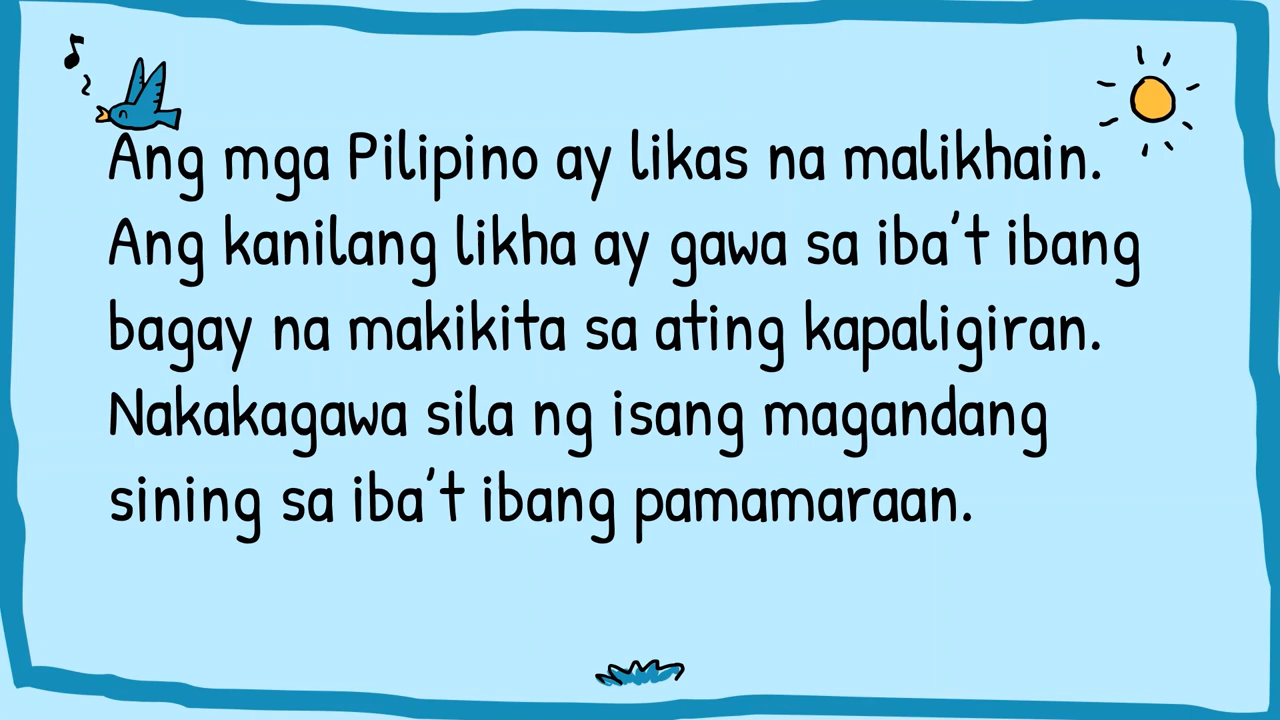 Ang mga Pilipino ay likas na malikhain.
Ang kanilang likha ay gawa sa iba't ibang
bagay na makikita sa ating kapaligiran.
Nakakagawa sila ng isang magandang
sining sa iba't ibang pamamaraan.